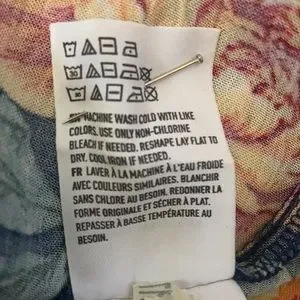 MACHINE WASH COLD WITH LIKE
COLORS. USE ONLY NON-CHLORINE
BLEACH IF NEEDED. RESHAPE LAY FLAT TO
DRY. COOL IRON IF NEEDED.
FR LAVER À LA MACHINE À L'EAU FROIDE
AVEC COULEURS SIMILAIRES. BLANCHIR
SANS CHLORE AU BESOIN. REDONNER LA
FORME ORIGINALE ET SÉCHER À PLAT.
REPASSER À BASSE TEMPÉRATURE AU
BESOIN.